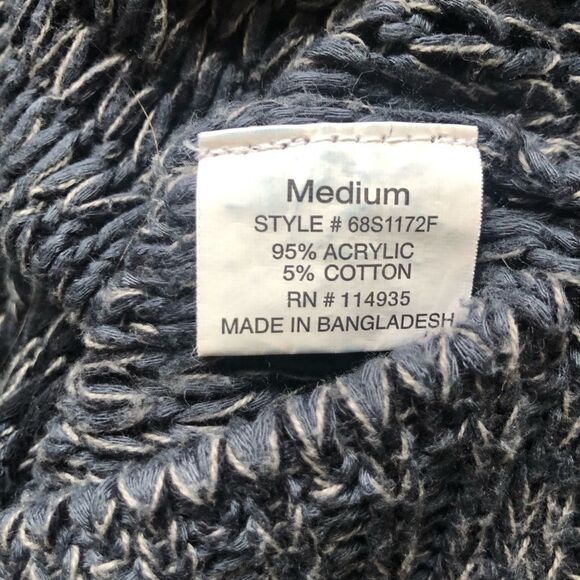 Medium
STYLE # 68S1172F
95% ACRYLIC
5% COTTON
RN # 114935
MADE IN BANGLADESH